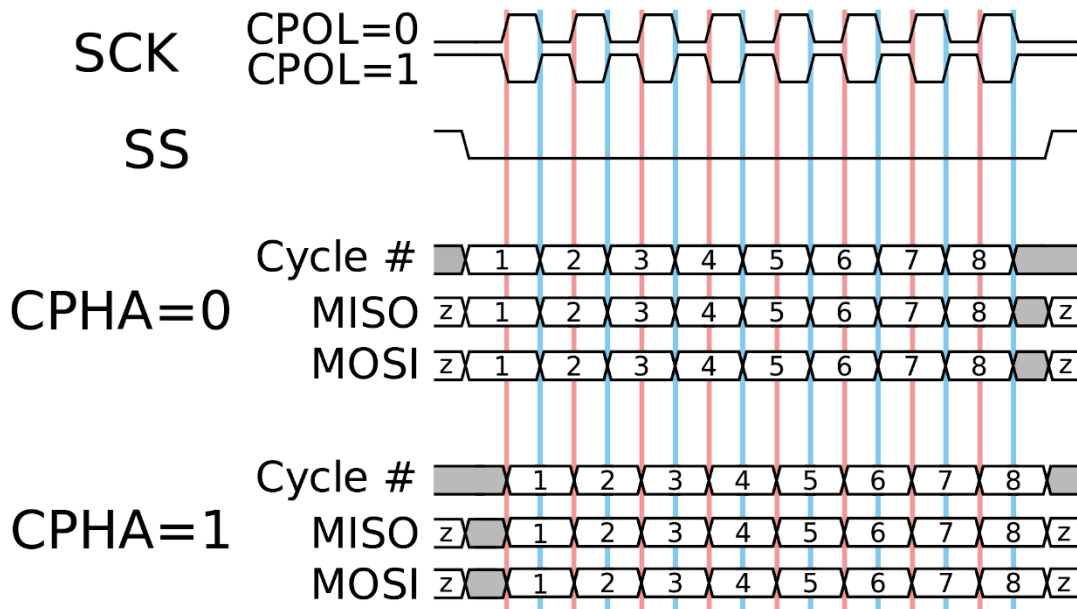 SCK CPOL=0
CPOL=1
SS
Cycle # 1 2 3 4 5 6 7 8
CPHA=0 MISO z 1 2 3 4 5 6 7 8 z
MOSI z 1 2 3 4 5 6 7 8 z
Cycle # 1 2 3 4 5 6 7 8
CPHA=1 MISO z 1 2 3 4 5 6 7 8 z
MOSI z 1 2 3 4 5 6 7 8 z